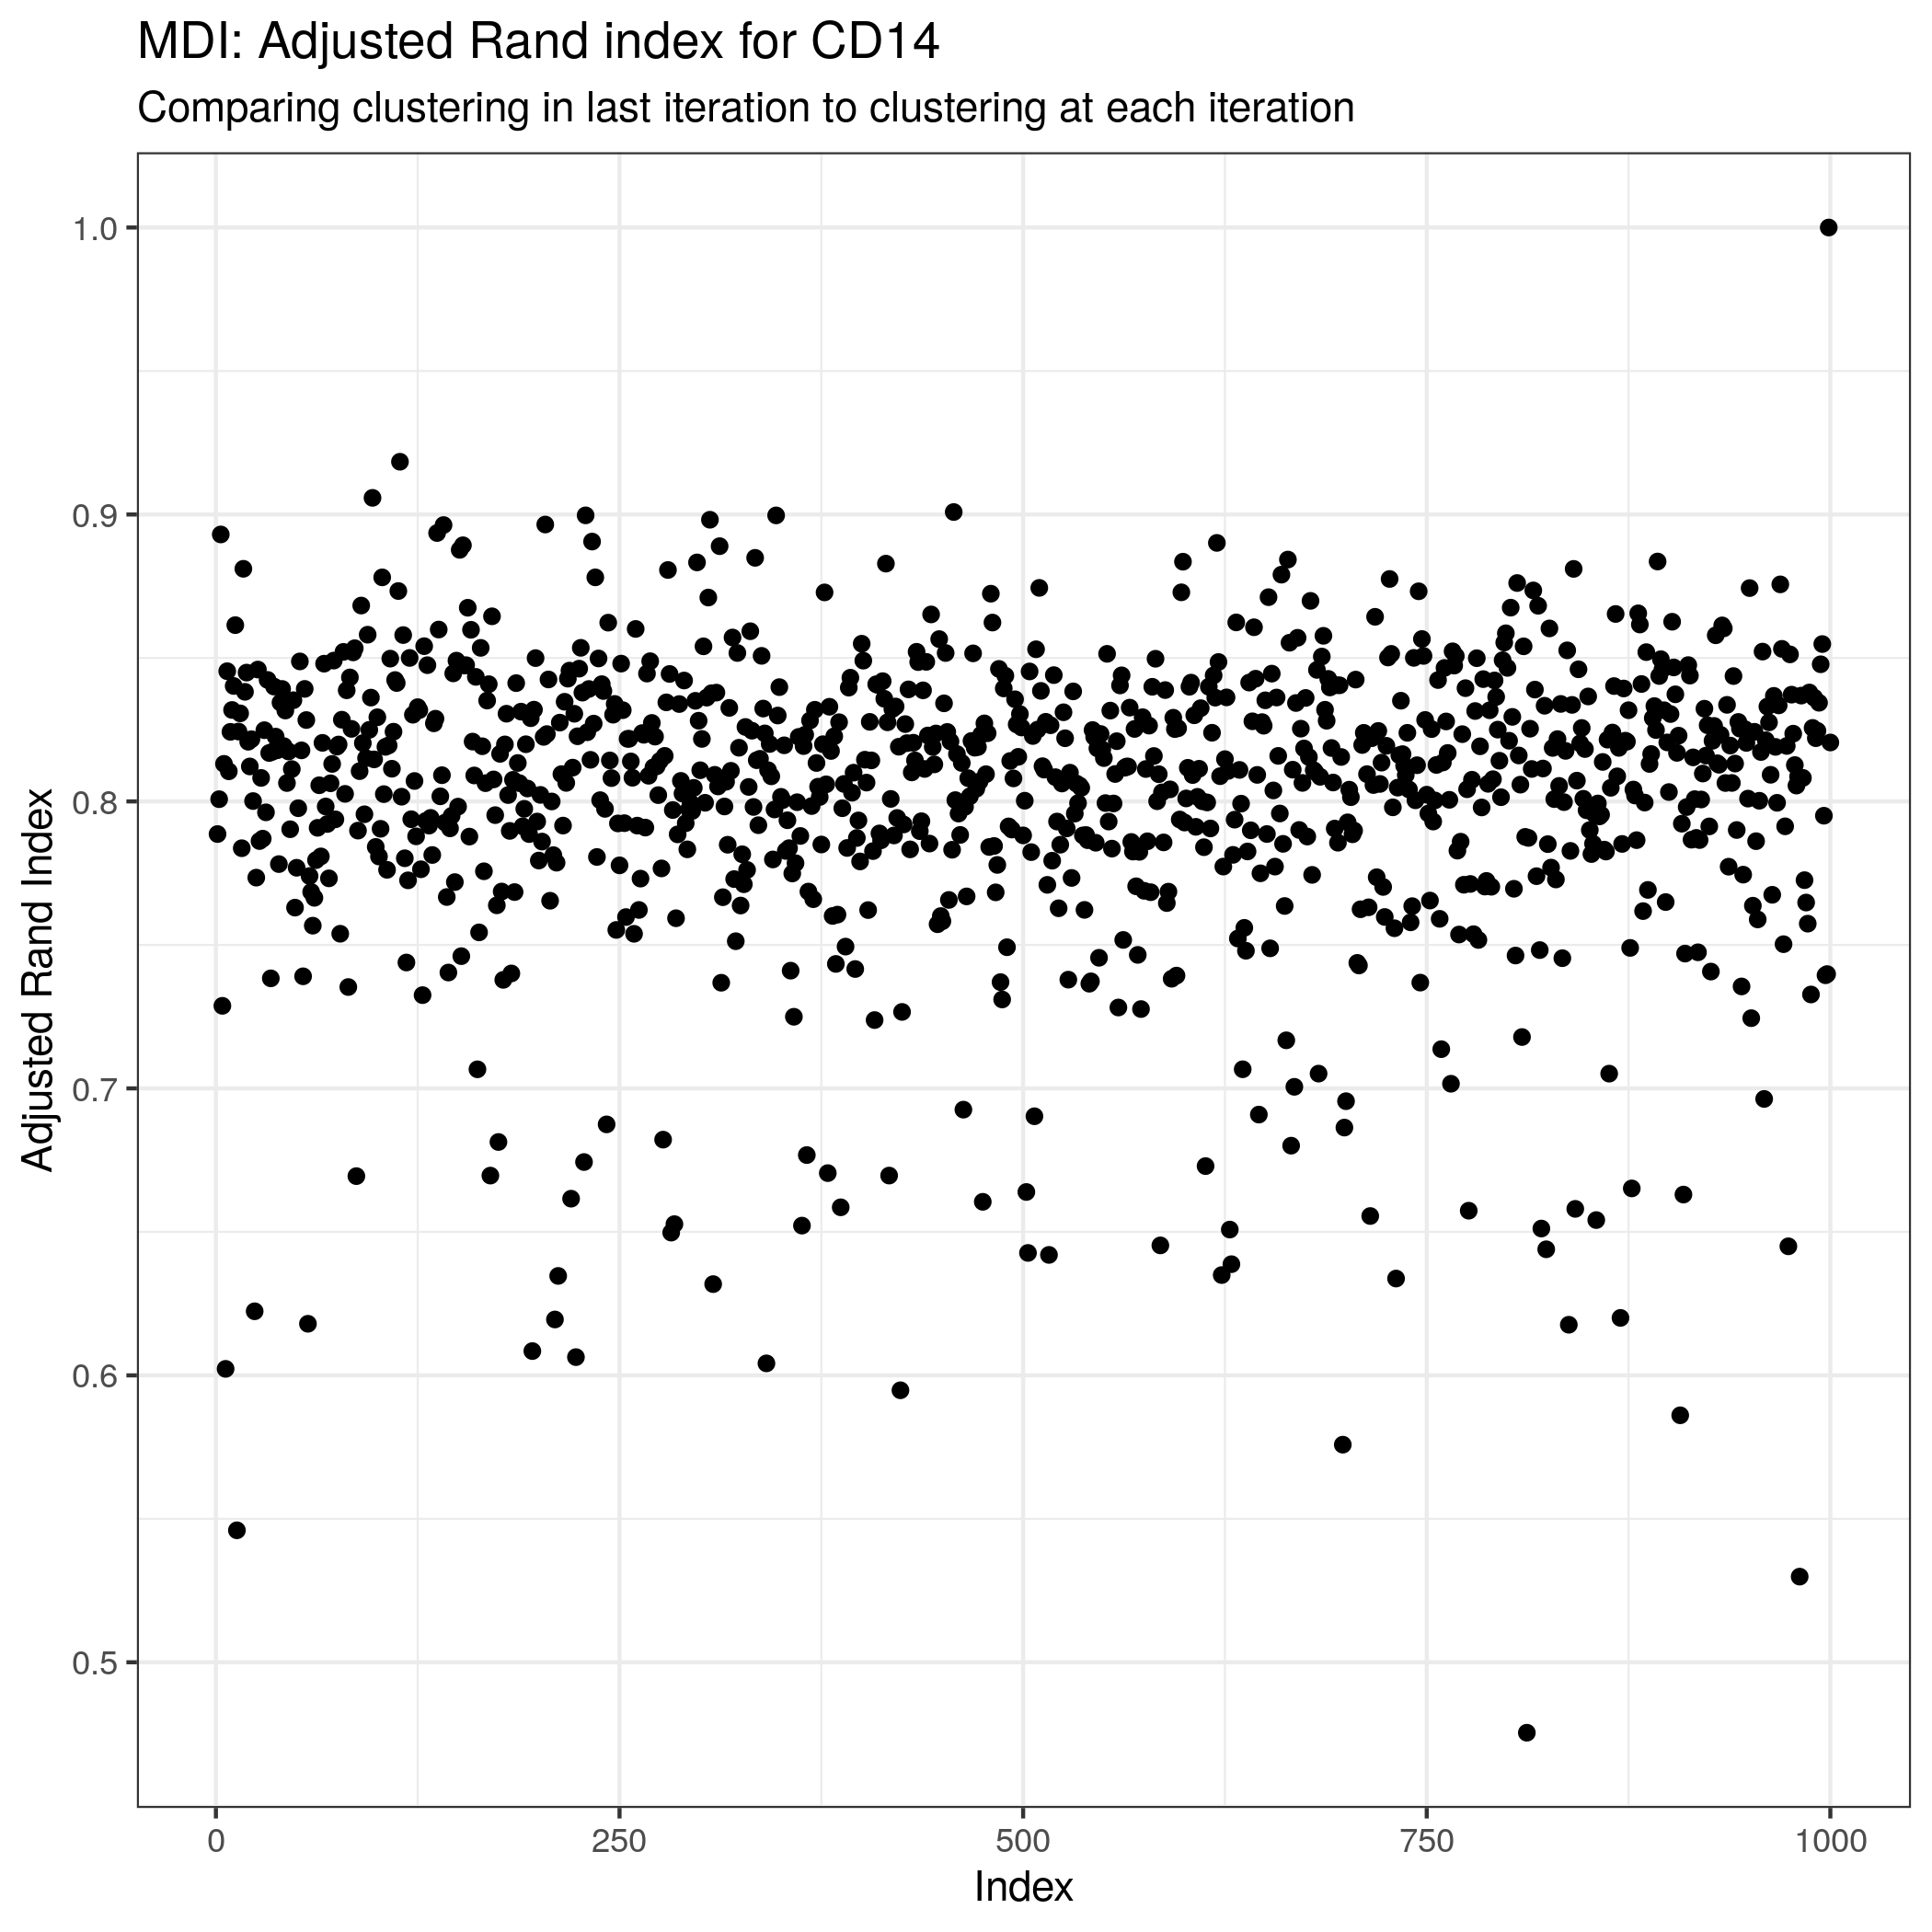 MDI: Adjusted Rand index for CD14
Comparing clustering in last iteration to clustering at each iteration
Adjusted Rand Index
1.0
0.9
0.8
0.7
0.6
0.5
0
250
500
750
1000
Index